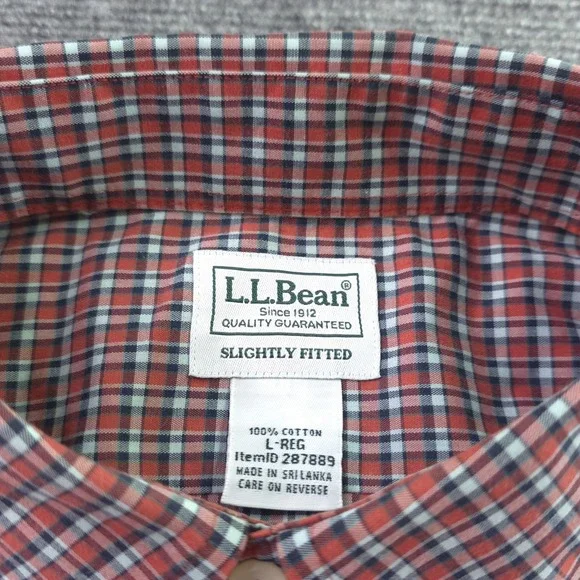 L.L.Bean®
Since 1912
QUALITY GUARANTEED
SLIGHTLY FITTED
100% COTTON
L-REG
ItemID 287889
MADE IN SRI LANKA
CARE ON REVERSE